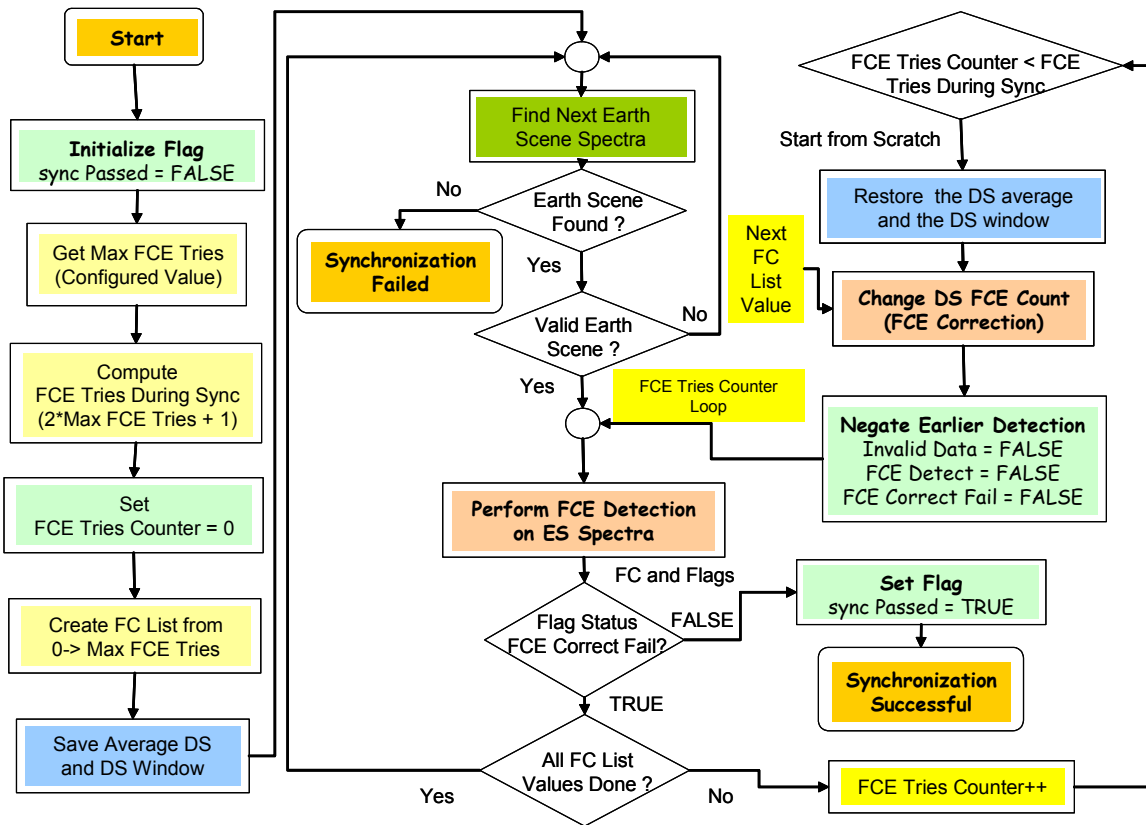 Start
Initialize Flag
sync Passed = FALSE
Get Max FCE Tries
(Configured Value)
Compute
FCE Tries During Sync
(2*Max FCE Tries + 1)
Set
FCE Tries Counter = 0
Create FC List from
0-> Max FCE Tries
Save Average DS
and DS Window
Find Next Earth
Scene Spectra
Earth Scene
Found ?
No
Yes
Synchronization
Failed
Valid Earth
Scene ?
No
Yes
FCE Tries Counter
Loop
Perform FCE Detection
on ES Spectra
FC and Flags
Flag Status
FCE Correct Fail?
FALSE
TRUE
Set Flag
sync Passed = TRUE
Synchronization
Successful
All FC List
Values Done ?
Yes
No
FCE Tries Counter++
FCE Tries Counter < FCE
Tries During Sync
Start from Scratch
Restore the DS average
and the DS window
Next
FC
List
Value
Change DS FCE Count
(FCE Correction)
Negate Earlier Detection
Invalid Data = FALSE
FCE Detect = FALSE
FCE Correct Fail = FALSE